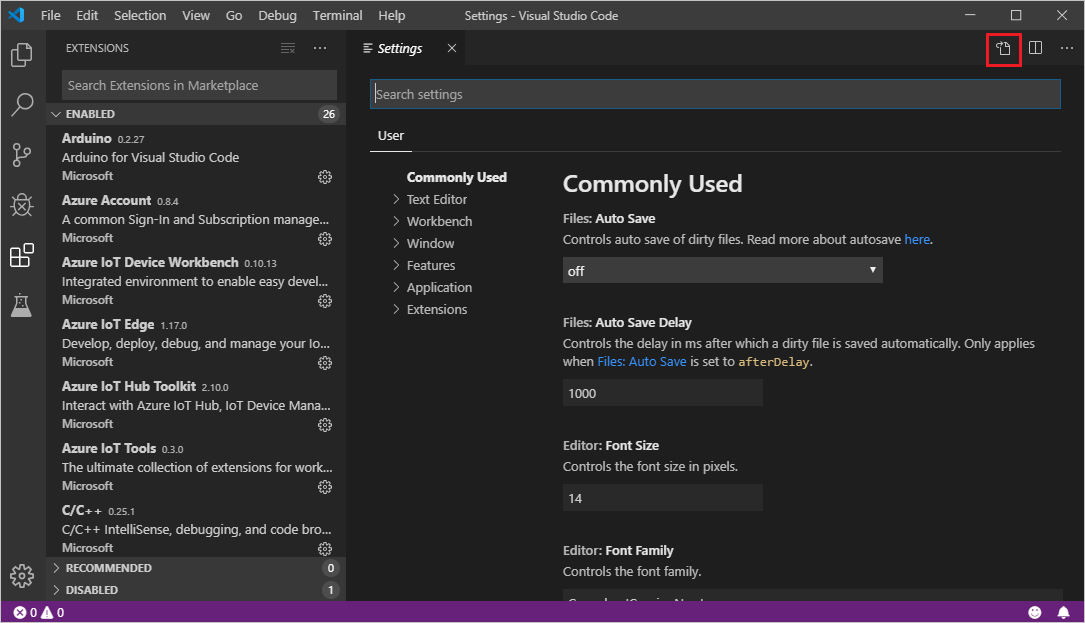 File Edit Selection View Go Debug Terminal Help
Settings - Visual Studio Code
EXTENSIONS
Search Extensions in Marketplace
ENABLED 26
Arduino 0.2.27
Arduino for Visual Studio Code
Microsoft
Azure Account 0.8.4
A common Sign-In and Subscription manage...
Microsoft
Azure IoT Device Workbench 0.10.13
Integrated environment to enable easy devel...
Microsoft
Azure IoT Edge 1.17.0
Develop, deploy, debug, and manage your Io...
Microsoft
Azure IoT Hub Toolkit 2.10.0
Interact with Azure IoT Hub, IoT Device Mana...
Microsoft
Azure IoT Tools 0.3.0
The ultimate collection of extensions for work...
Microsoft
C/C++ 0.25.1
C/C++ IntelliSense, debugging, and code bro...
Microsoft
RECOMMENDED 0
DISABLED 1
Settings
Search settings
User
Commonly Used
Text Editor
Workbench
Window
Features
Application
Extensions
Commonly Used
Files: Auto Save
Controls auto save of dirty files. Read more about autosave here.
off
Files: Auto Save Delay
Controls the delay in ms after which a dirty file is saved automatically. Only applies
when Files: Auto Save is set to afterDelay.
1000
Editor: Font Size
Controls the font size in pixels.
14
Editor: Font Family
Controls the font family.
0 0